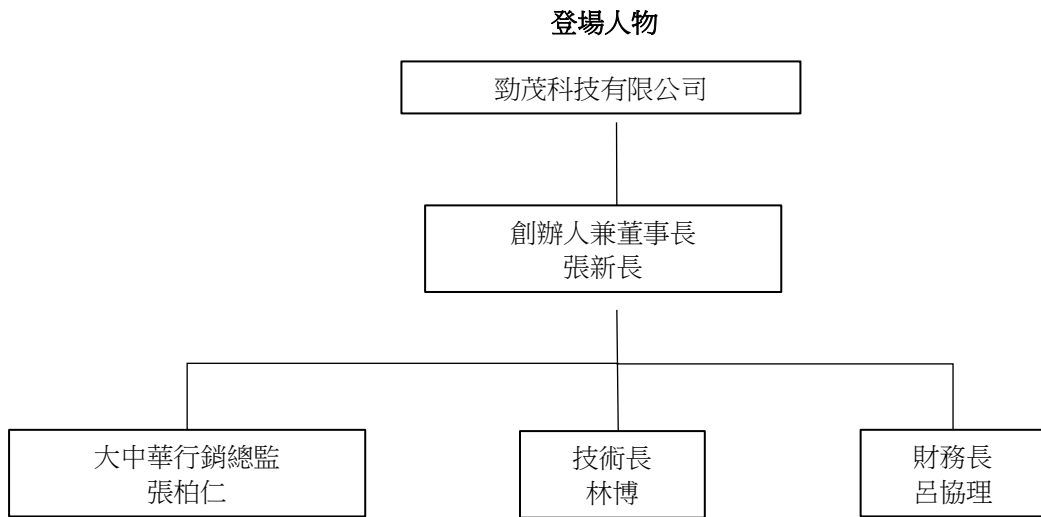 登場人物
勁茂科技有限公司
創辦人兼董事長
張新長
大中華行銷總監
張柏仁
技術長
林博
財務長
呂協理